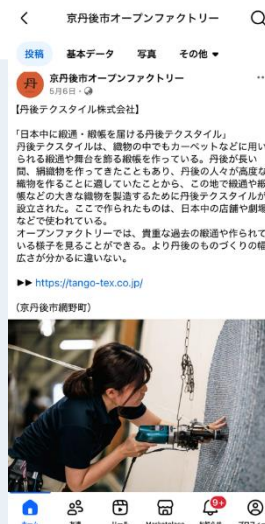 京丹後市オープンファクトリー
投稿 基本データ 写真 その他
丹
京丹後市オープンファクトリー
5月6日
【丹後テクスタイル株式会社】
「日本中に緞通・緞帳を届ける丹後テクスタイル」
丹後テクスタイルは、織物の中でもカーペットなどに用い
られる緞通や舞台を飾る緞帳を作っている。丹後が長い
間、絹織物を作ってきたこともあり、丹後の人々が高度な
織物を作ることに適していたことから、この地で緞通や緞
帳などの大きな織物を製造するために丹後テクスタイルが
設立された。ここで作られたものは、日本中の店舗や劇場
などで使われている。
オープンファクトリーでは、貴重な過去の緞通や作られて
いる様子を見ることができる。より丹後のものづくりの幅
広さが分かるに違いない。
▶▶ https://tango-tex.co.jp/
(京丹後市網野町)
9+